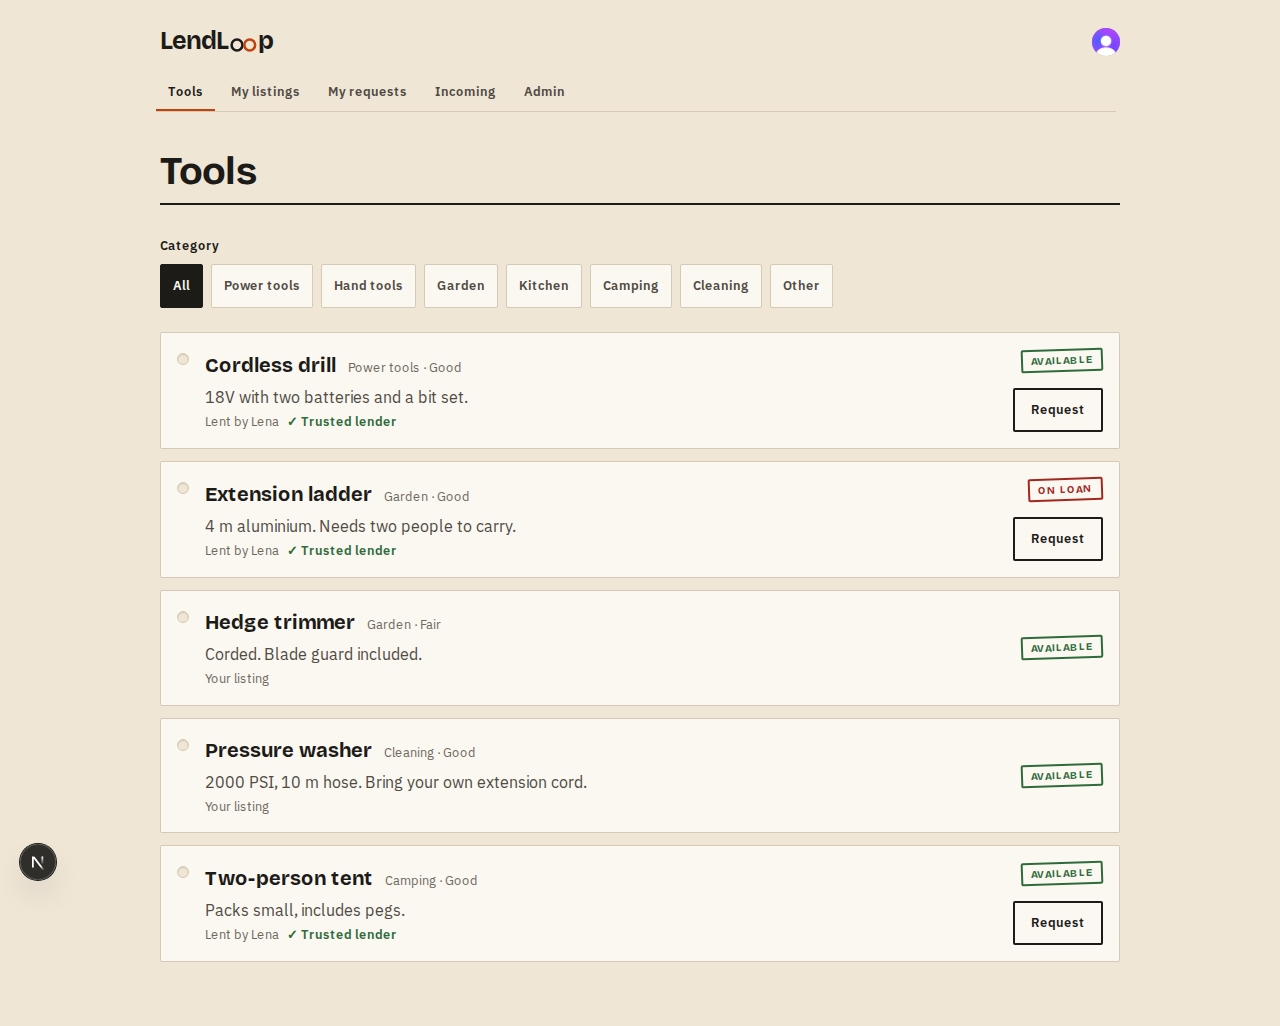 LendLoop
Tools My listings My requests Incoming Admin
Tools
Category
All Power tools Hand tools Garden Kitchen Camping Cleaning Other
Cordless drill Power tools · Good
AVAILABLE
18V with two batteries and a bit set.
Lent by Lena ✓ Trusted lender
Request
Extension ladder Garden · Good
ON LOAN
4 m aluminium. Needs two people to carry.
Lent by Lena ✓ Trusted lender
Request
Hedge trimmer Garden · Fair
Corded. Blade guard included.
AVAILABLE
Your listing
Pressure washer Cleaning · Good
2000 PSI, 10 m hose. Bring your own extension cord.
AVAILABLE
Your listing
Two-person tent Camping · Good
AVAILABLE
Packs small, includes pegs.
Lent by Lena ✓ Trusted lender
Request
N